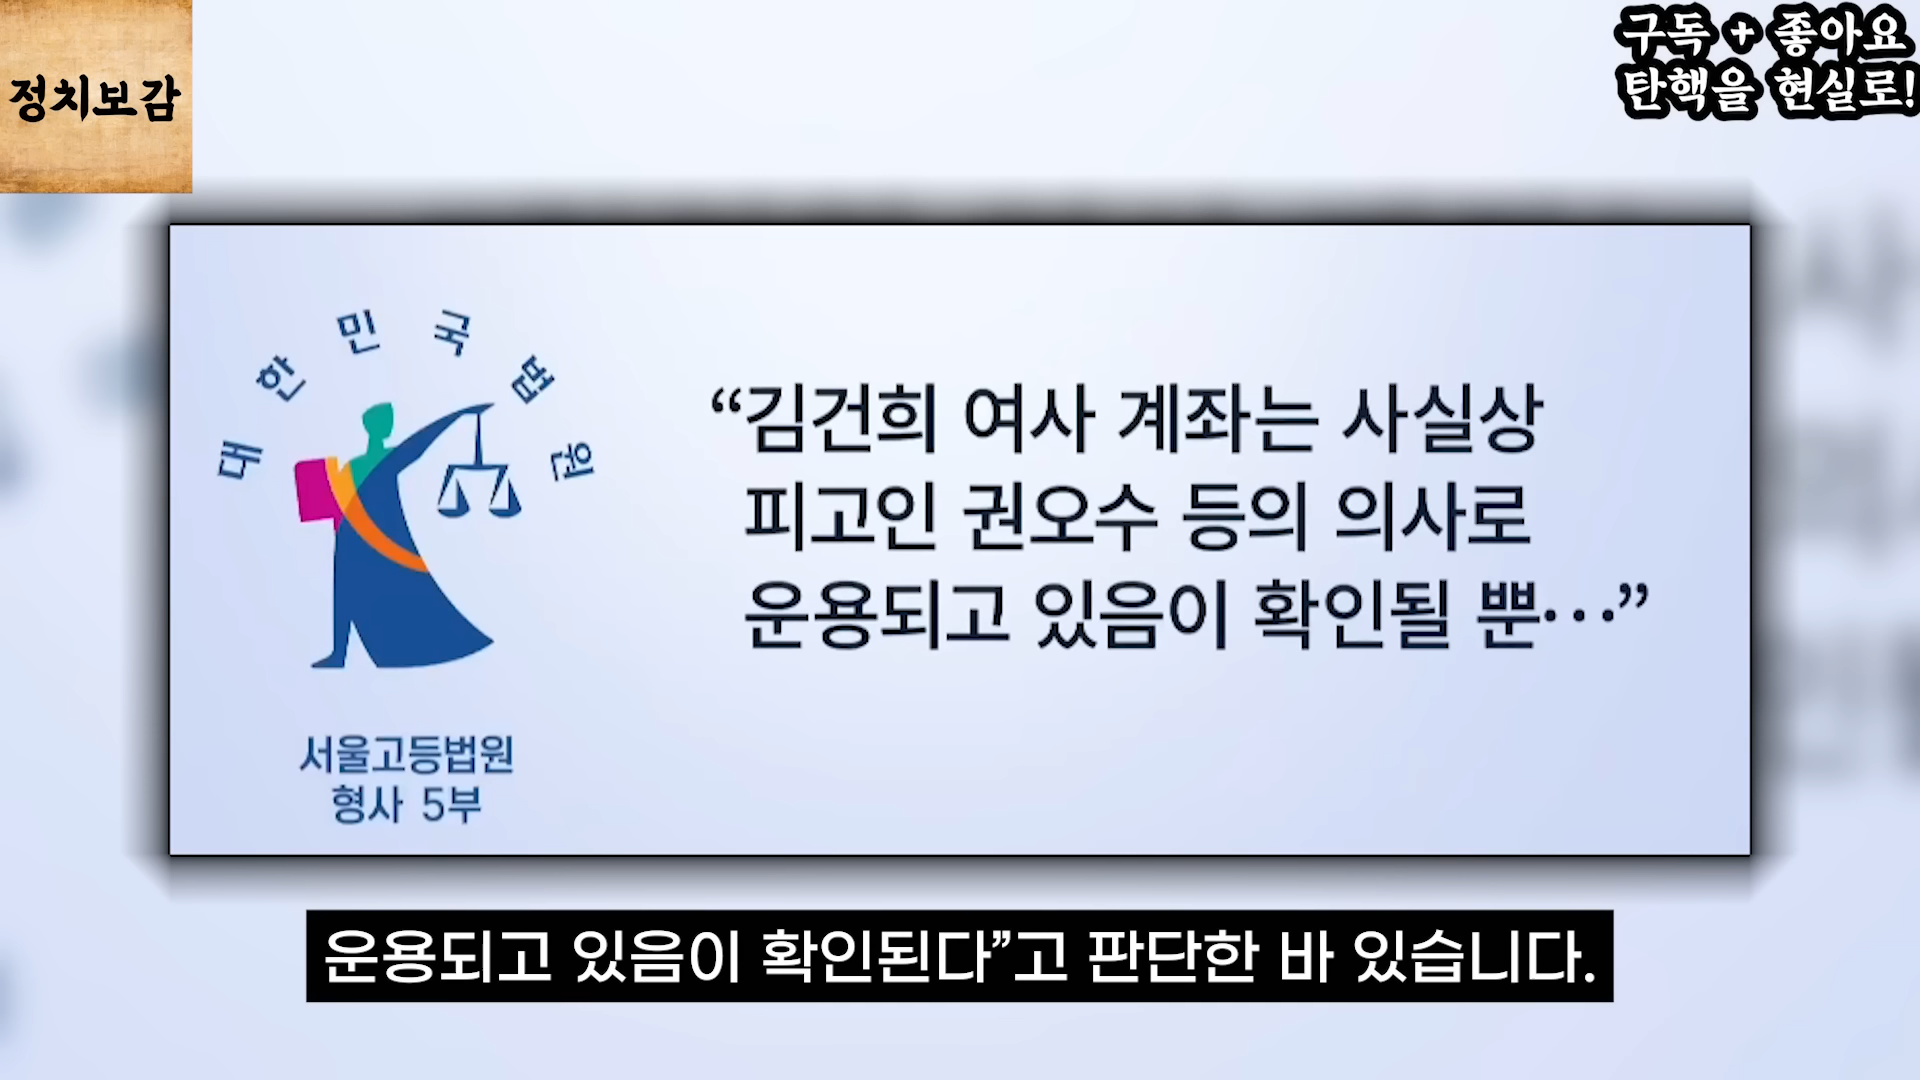 정치보감
구독 + 좋아요
탄핵을 현실로!
대한민국법원
“김건희 여사 계좌는 사실상
피고인 권오수 등의 의사로
운용되고 있음이 확인될 뿐…”
서울고등법원
형사 5부
운용되고 있음이 확인된다”고 판단한 바 있습니다.